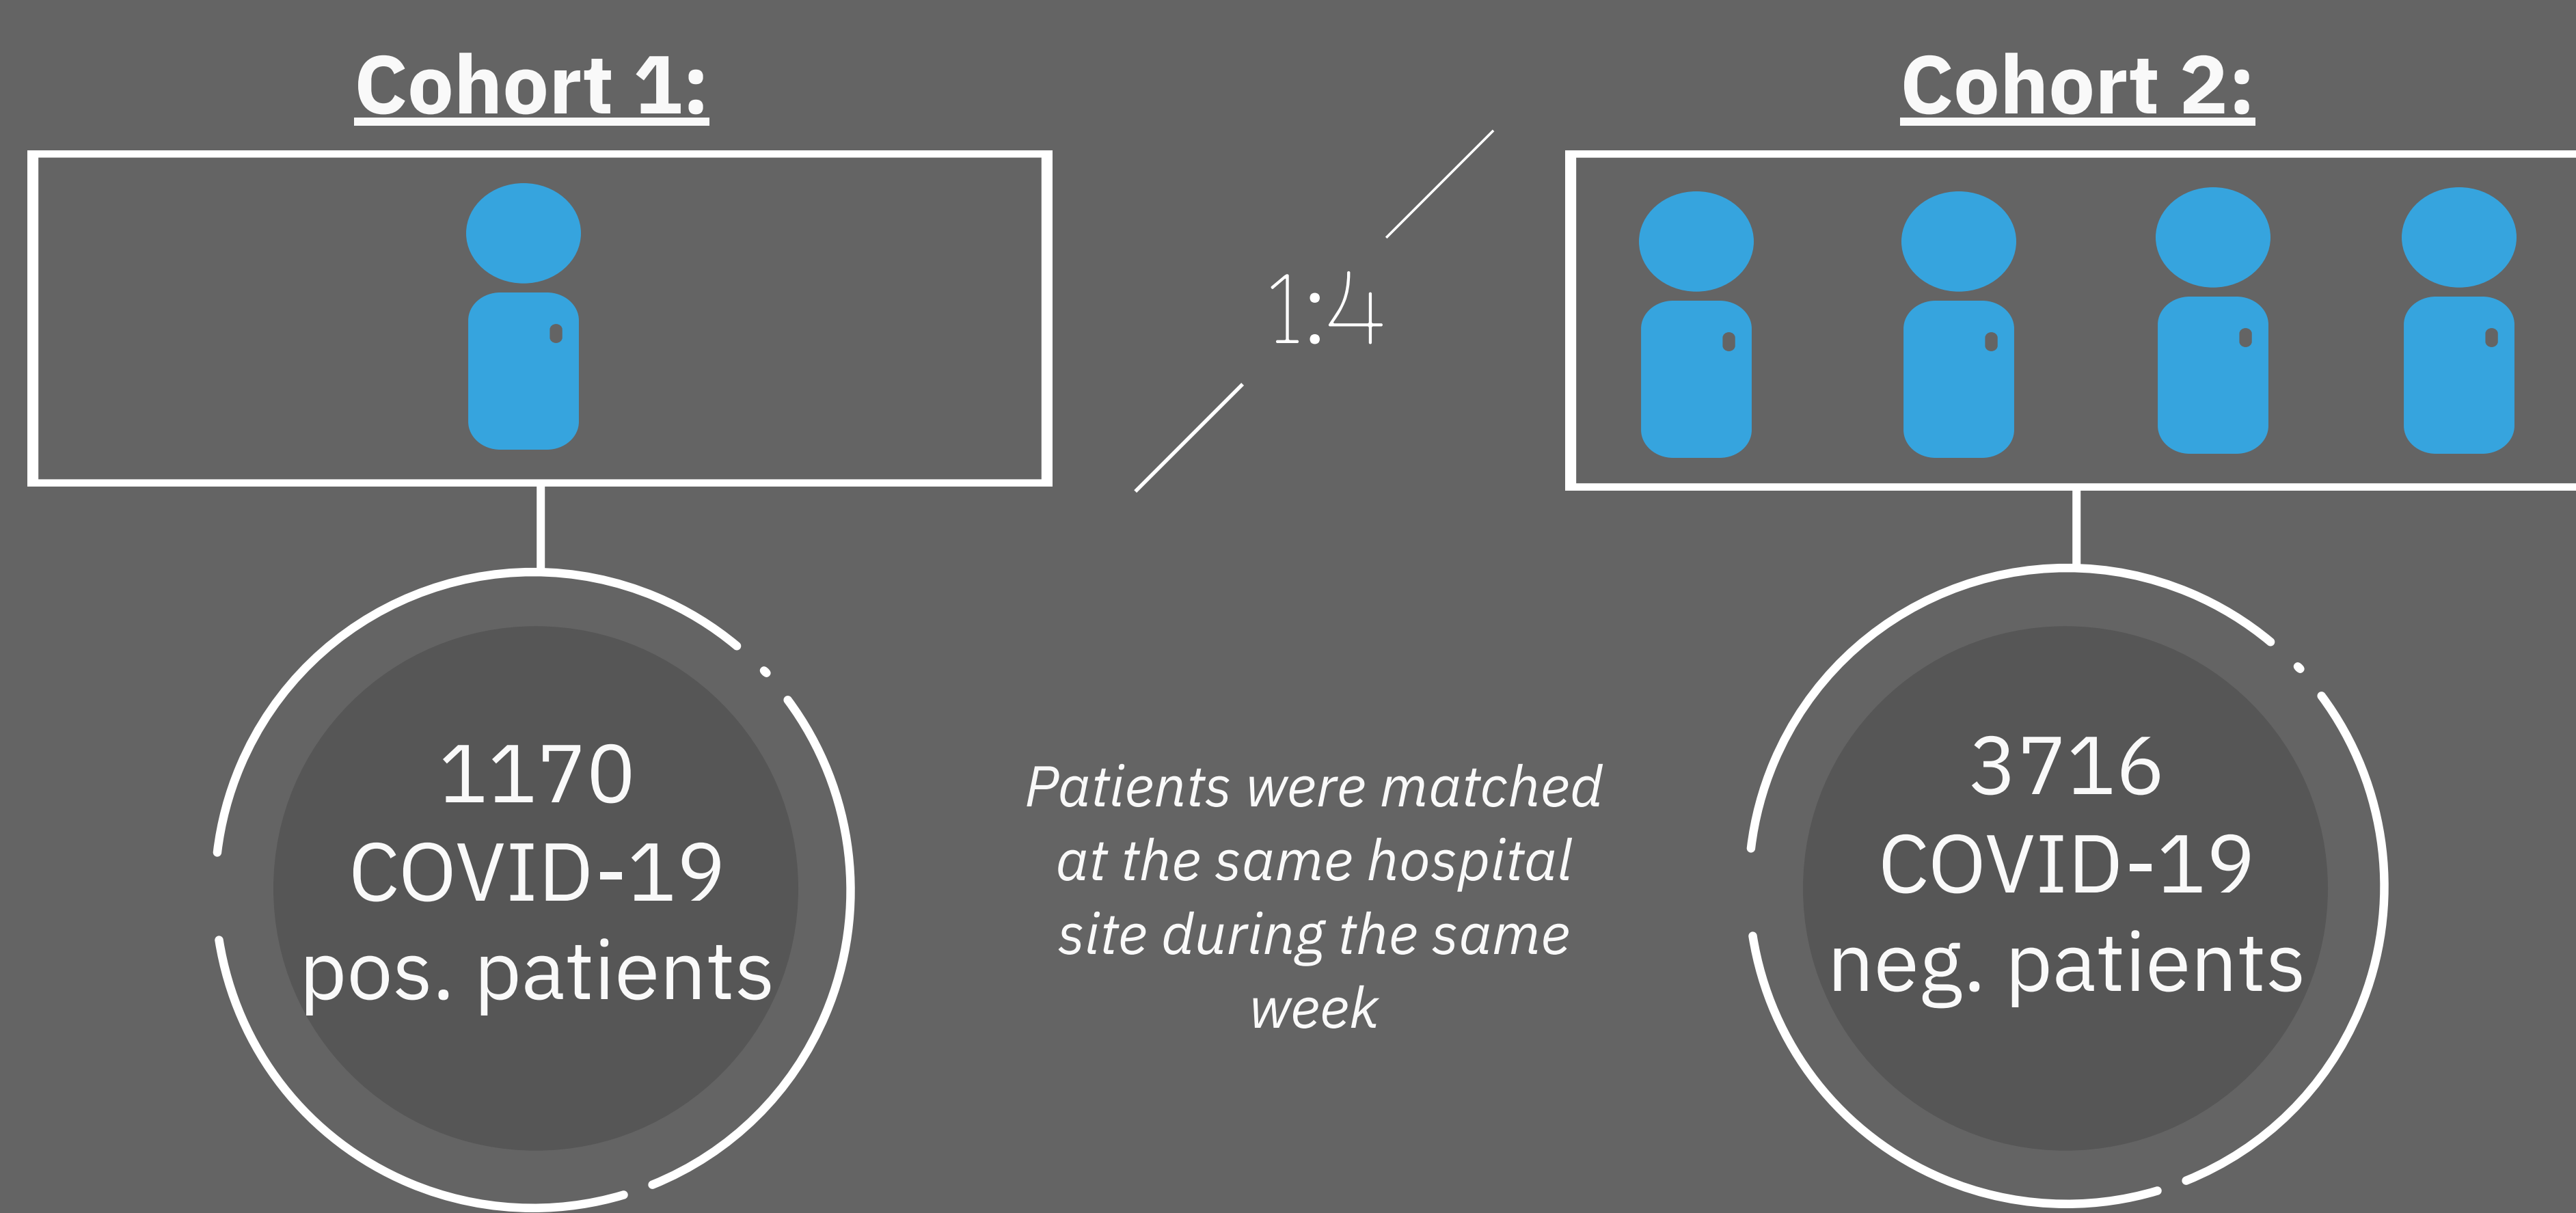 Cohort 1:
Cohort 2:
1:4
1170
COVID-19
pos. patients
Patients were matched
at the same hospital
site during the same
week
3716
COVID-19
neg. patients